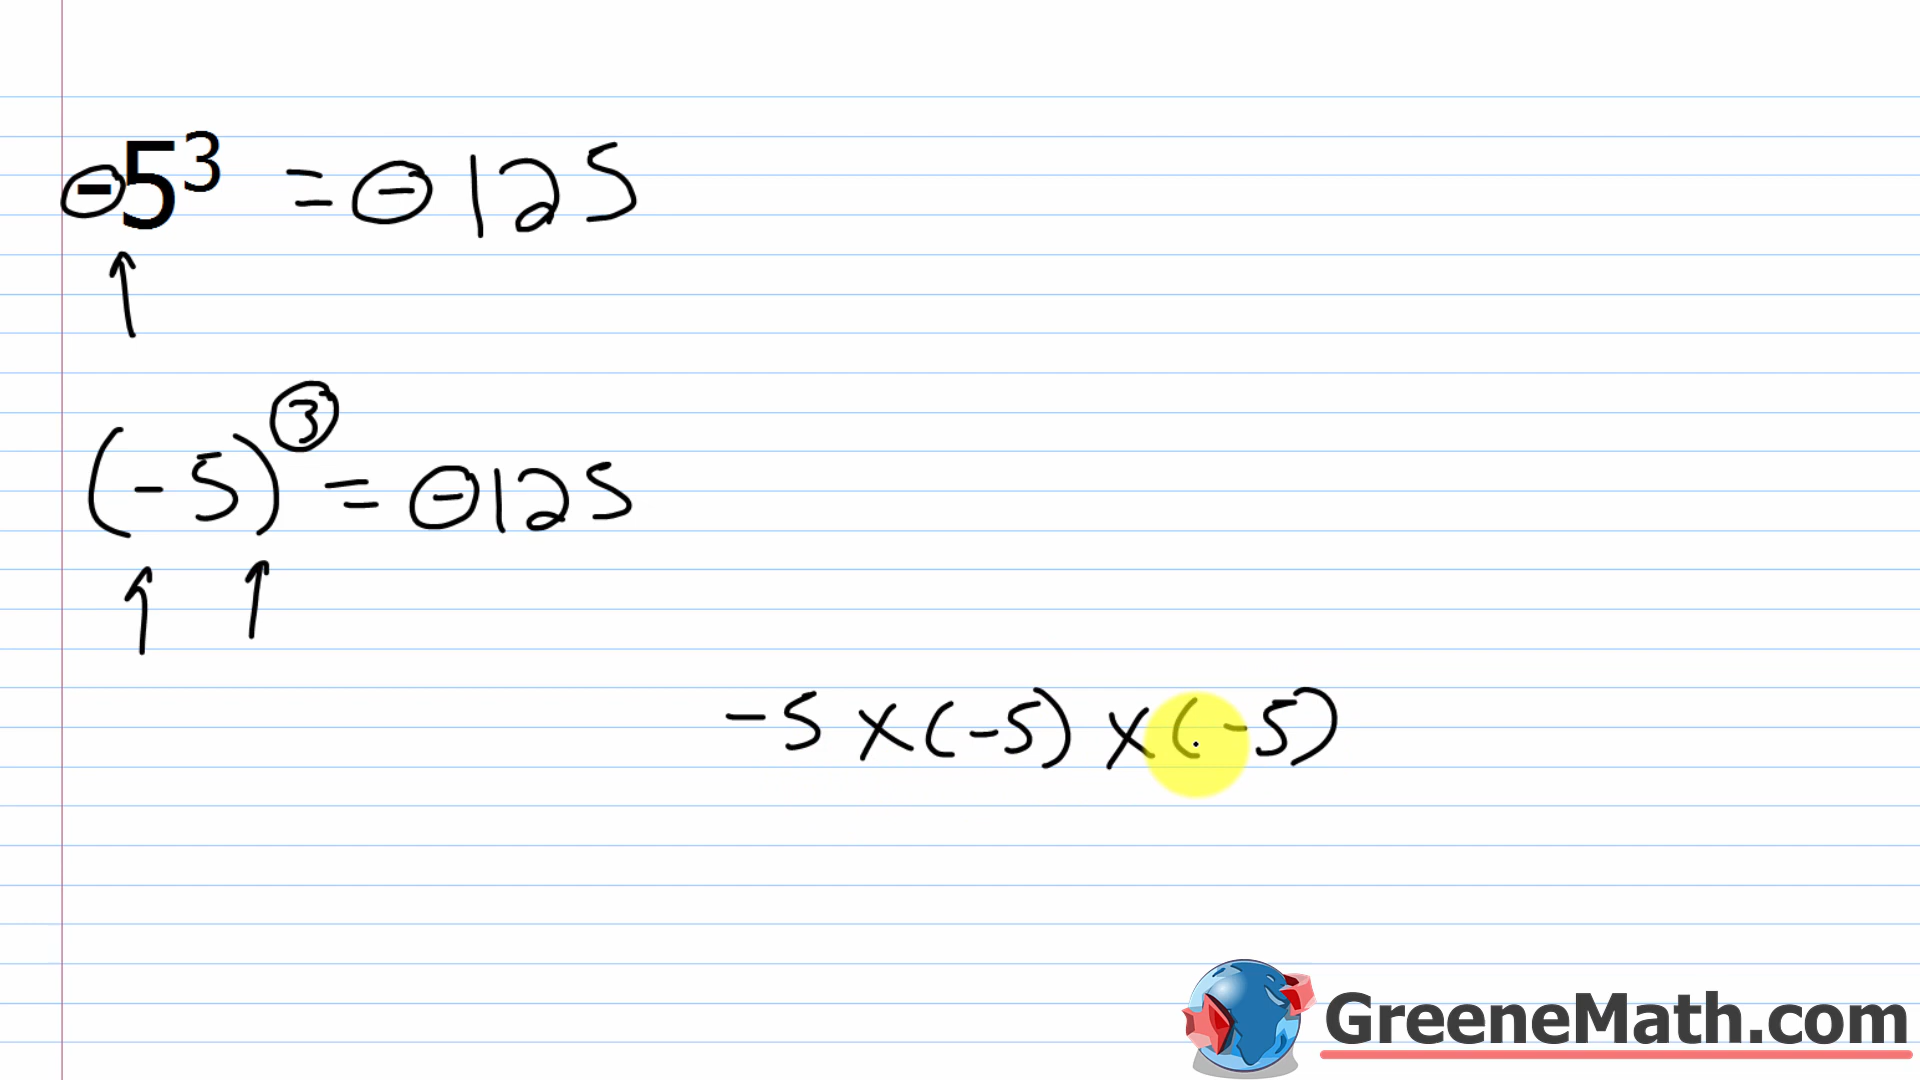 -5³ = -125
(-5)³ = -125
-5 × (-5) × (-5)
GreeneMath.com